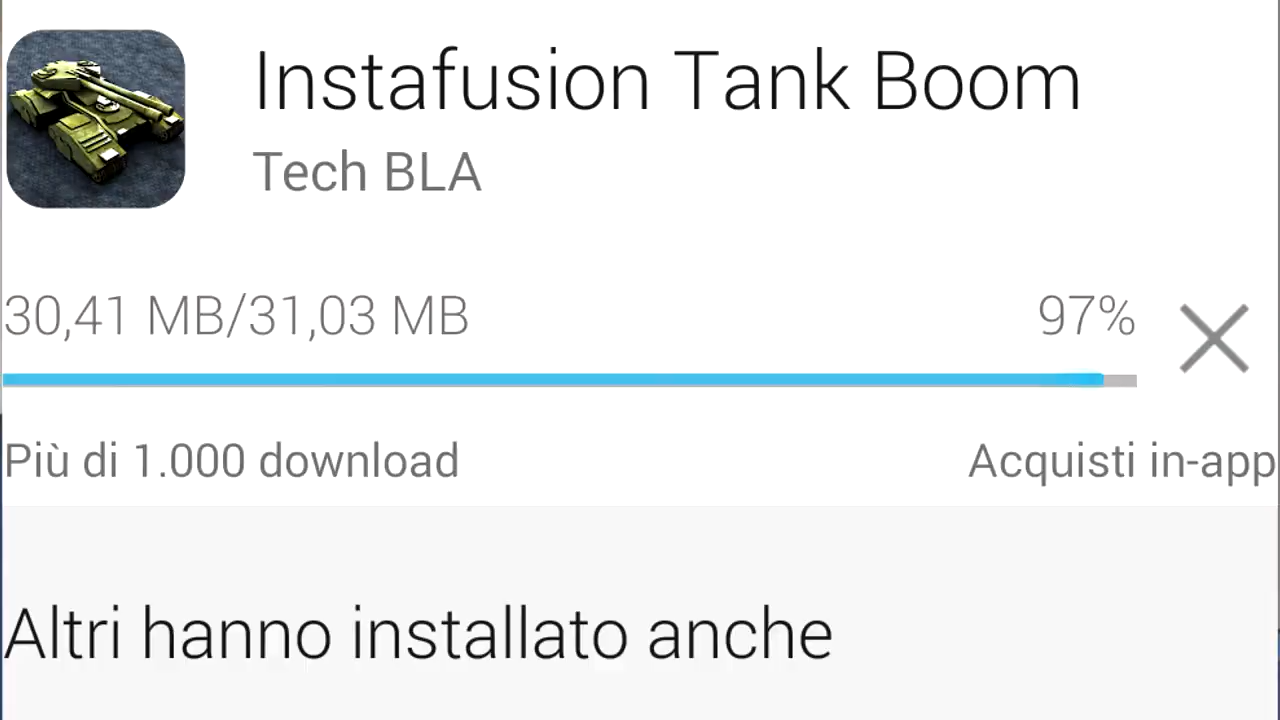 Instafusion Tank Boom
Tech BLA
30,41 MB/31,03 MB 97%
Più di 1.000 download Acquisti in-app
Altri hanno installato anche